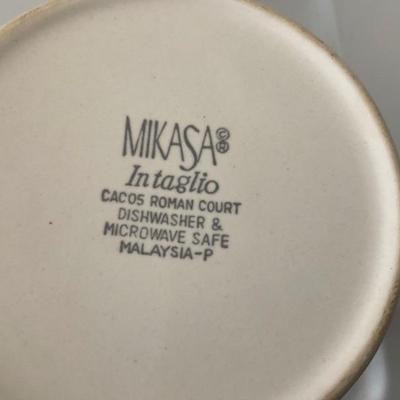 MIKASA©®
Intaglio
CAC05 ROMAN COURT
DISHWASHER &
MICROWAVE SAFE
MALAYSIA-P